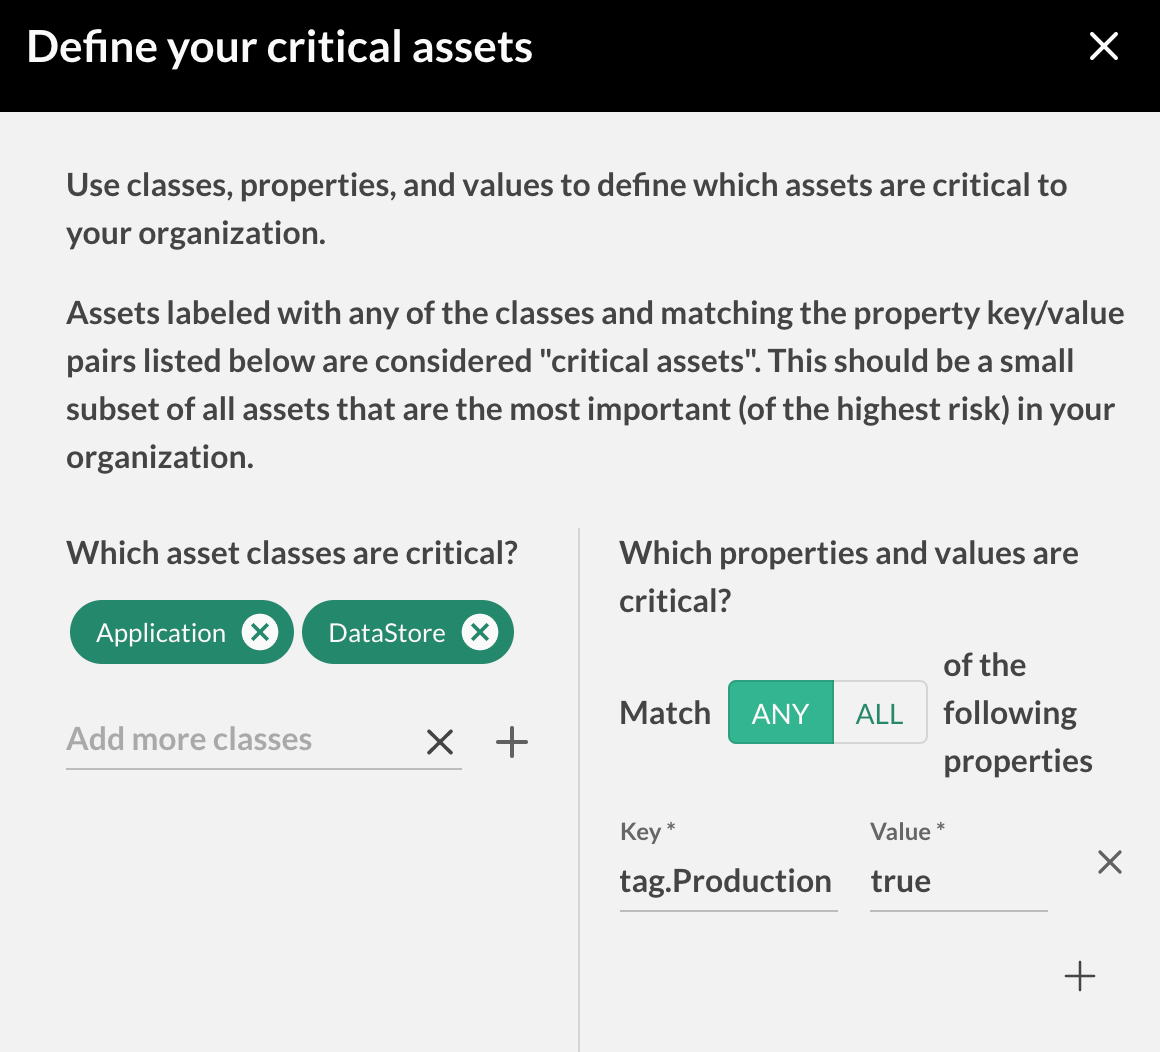 Define your critical assets
Use classes, properties, and values to define which assets are critical to
your organization.
Assets labeled with any of the classes and matching the property key/value
pairs listed below are considered "critical assets". This should be a small
subset of all assets that are the most important (of the highest risk) in your
organization.
Which asset classes are critical?
Application
DataStore
Add more classes
Which properties and values are
critical?
Match
ANY
ALL
of the
following
properties
Key *
Value *
tag.Production
true